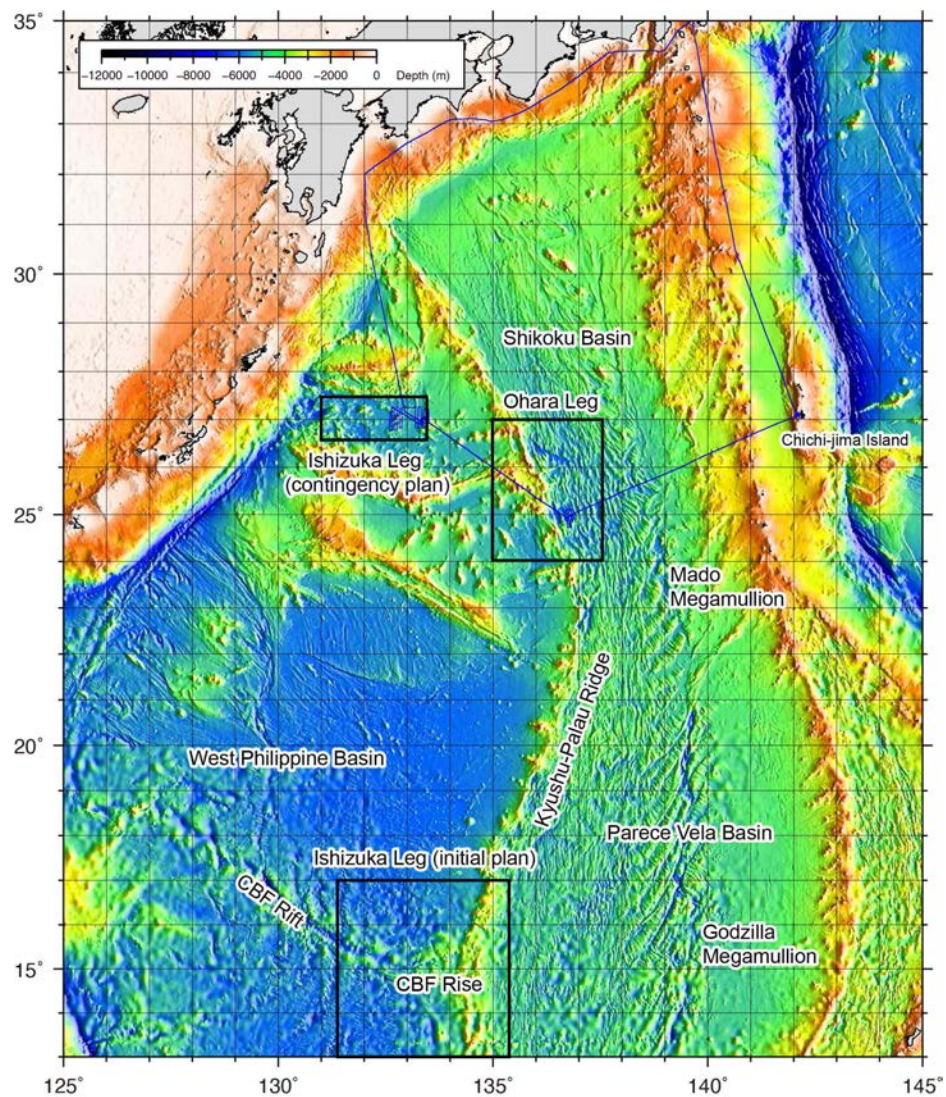 35°
-12000 -10000 -8000 -6000 -4000 -2000 0 Depth (m)
30°
Shikoku Basin
Ohara Leg
Chichi-jima Island
Ishizuka Leg
(contingency plan)
25°
Mado
Megamullion
Kyushu-Palau Ridge
20°
West Philippine Basin
Parece Vela Basin
Ishizuka Leg (initial plan)
CBF Rift
Godzilla
Megamullion
15°
CBF Rise
125° 130° 135° 140° 145°